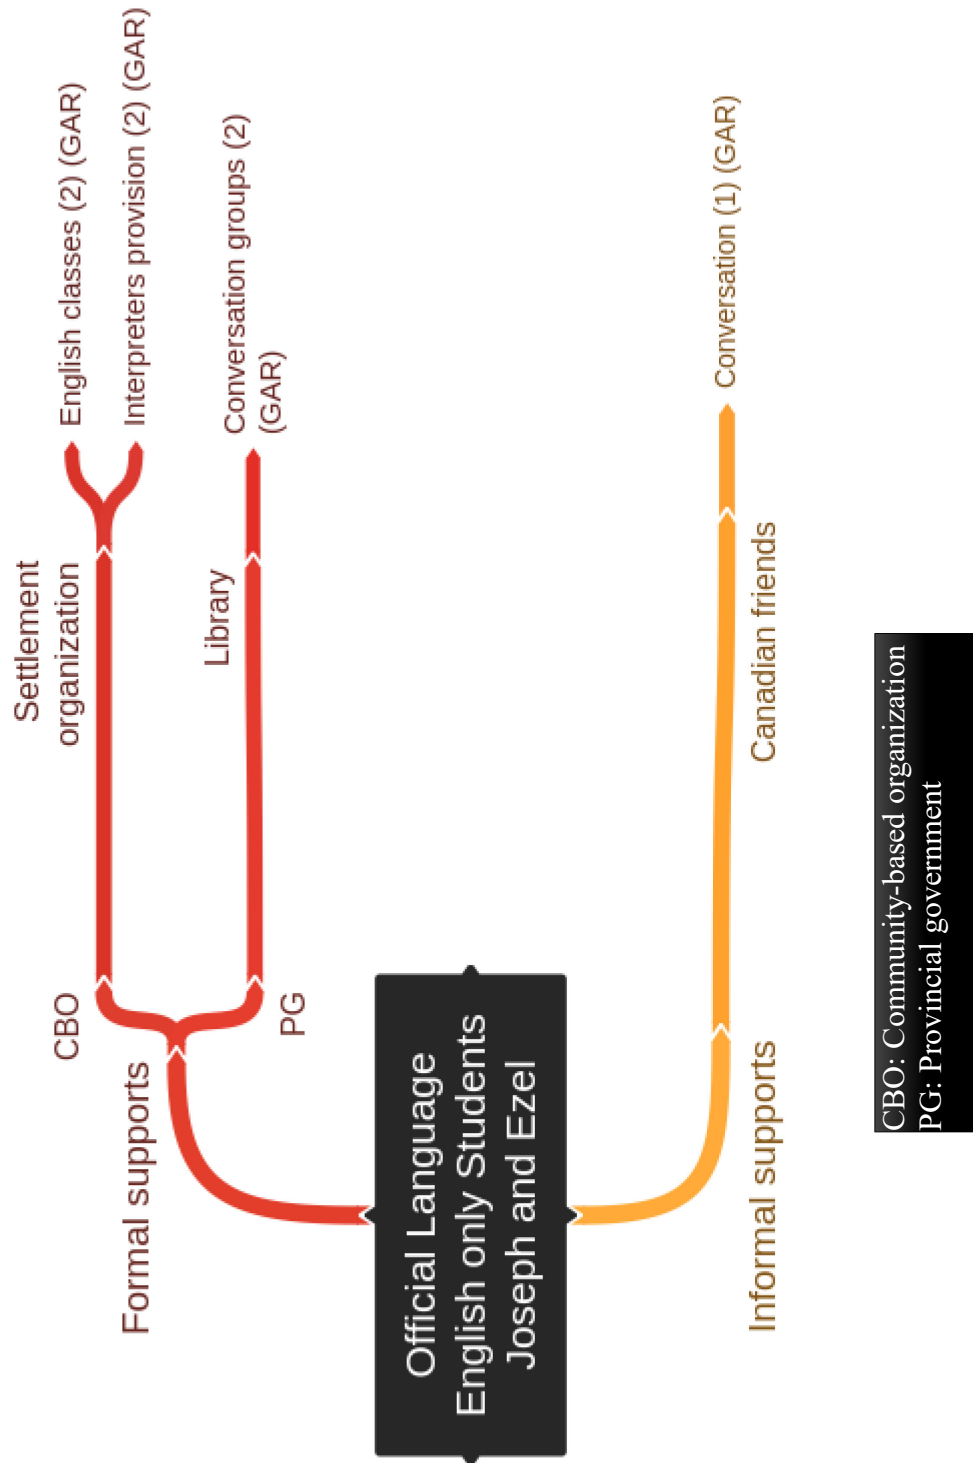 Official Language
English only Students
Joseph and Ezel
Formal supports
CBO
Settlement
organization
English classes (2) (GAR)
Interpreters provision (2) (GAR)
PG
Library
Conversation groups (2)
(GAR)
Informal supports
Canadian friends
Conversation (1) (GAR)
CBO: Community-based organization
PG: Provincial government